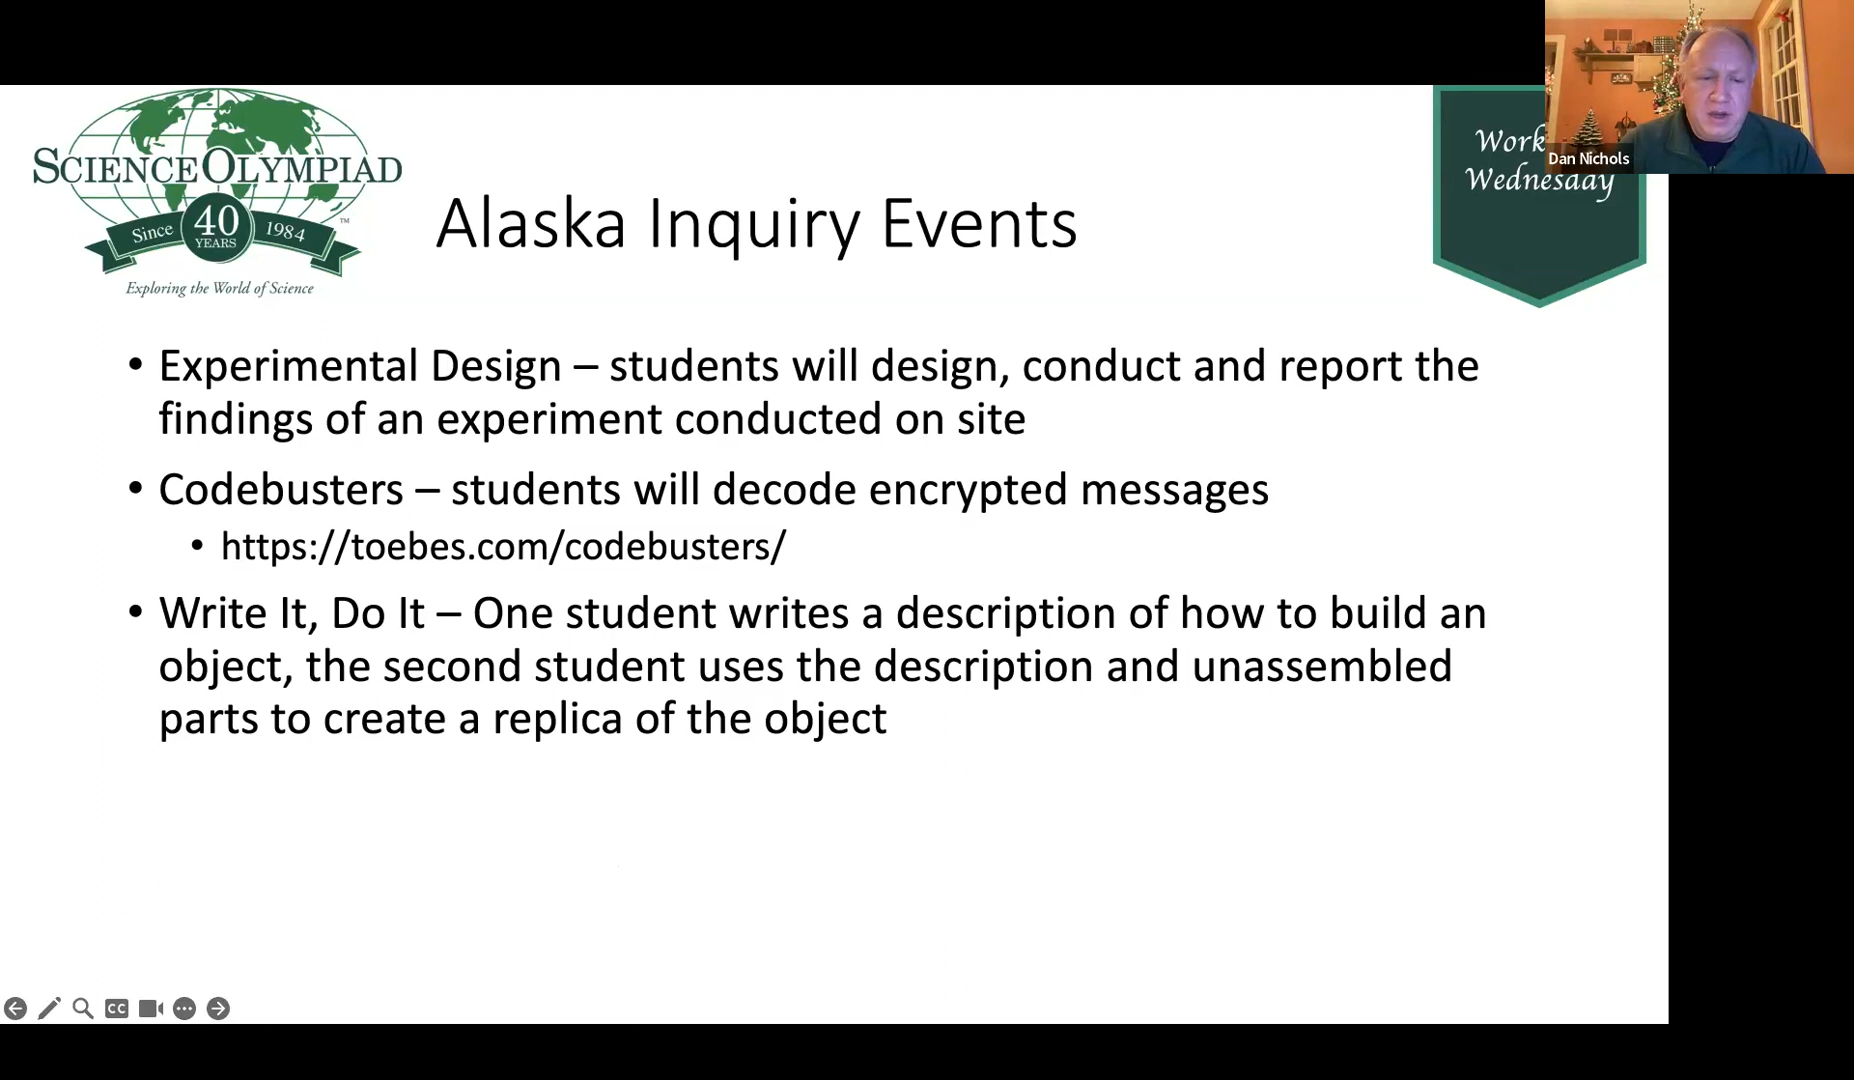 SCIENCE OLYMPIAD
Since 40 YEARS 1984
™
Exploring the World of Science
Alaska Inquiry Events
Work
Wednesday
Dan Nichols
• Experimental Design – students will design, conduct and report the
findings of an experiment conducted on site
• Codebusters – students will decode encrypted messages
• https://toebes.com/codebusters/
• Write It, Do It – One student writes a description of how to build an
object, the second student uses the description and unassembled
parts to create a replica of the object
CC